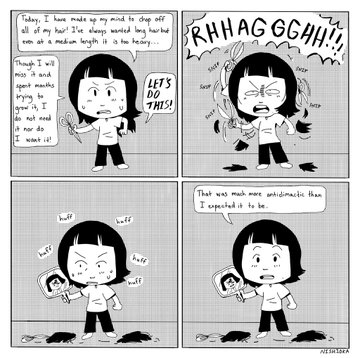 Today, I have made up my mind to chop off
all of my hair! I've always wanted long hair but
even at a medium length it is too heavy...
Though I will
miss it and
spent months
trying to
grow it, I
do not need
it nor do
I want it!
LET'S
DO
THIS!
RHHAGGGHH!!!
SNIP
SNIP
SNIP
SNIP
SNIP
SNIP
huff
huff
huff
huff
huff
That was much more anticlimactic than
I expected it to be.
NISHIOKA